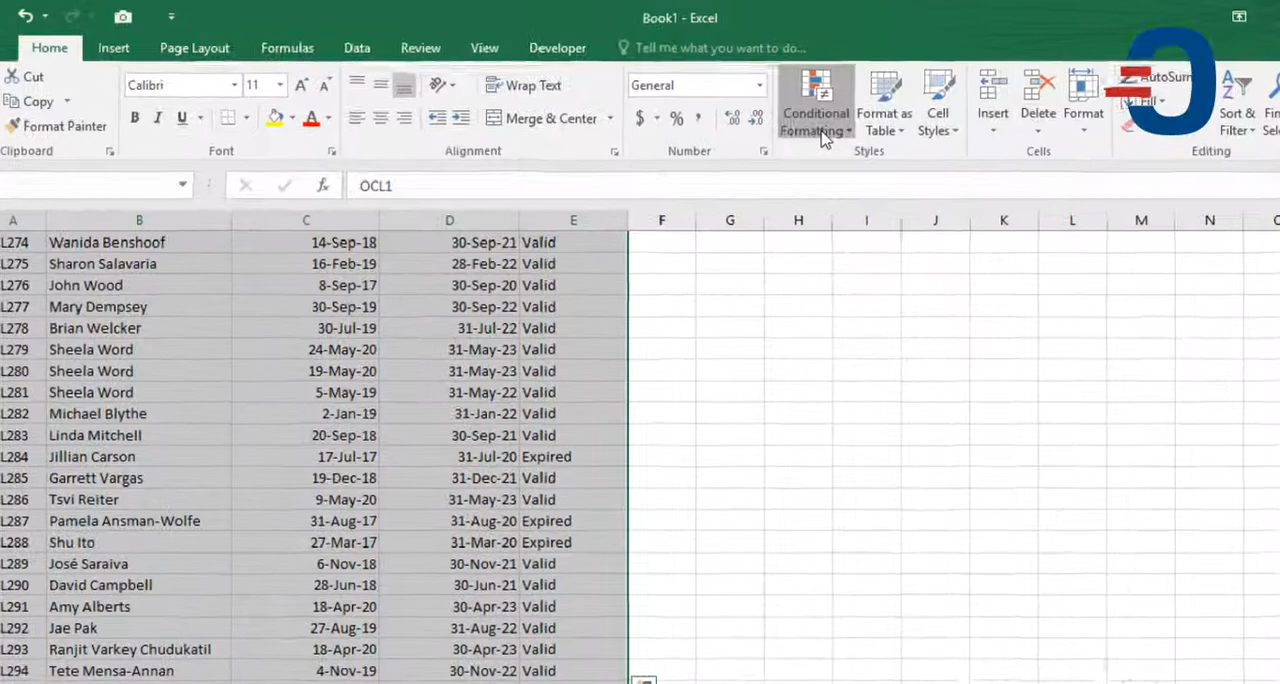 Book1 - Excel
Home Insert Page Layout Formulas Data Review View Developer Tell me what you want to do...
Cut
Copy
Format Painter
Calibri 11 A A
B I U A
Wrap Text
Merge & Center
General
$ % ,
Conditional Formatting
Format as Table
Cell Styles
Insert Delete Format
AutoSum
Fill
Sort & Filter
Clipboard Font Alignment Number Styles Cells Editing
fx OCL1
A B C D E F G H I J K L M N
L274 Wanida Benshoof 14-Sep-18 30-Sep-21 Valid
L275 Sharon Salavaria 16-Feb-19 28-Feb-22 Valid
L276 John Wood 8-Sep-17 30-Sep-20 Valid
L277 Mary Dempsey 30-Sep-19 30-Sep-22 Valid
L278 Brian Welcker 30-Jul-19 31-Jul-22 Valid
L279 Sheela Word 24-May-20 31-May-23 Valid
L280 Sheela Word 19-May-20 31-May-23 Valid
L281 Sheela Word 5-May-19 31-May-22 Valid
L282 Michael Blythe 2-Jan-19 31-Jan-22 Valid
L283 Linda Mitchell 20-Sep-18 30-Sep-21 Valid
L284 Jillian Carson 17-Jul-17 31-Jul-20 Expired
L285 Garrett Vargas 19-Dec-18 31-Dec-21 Valid
L286 Tsvi Reiter 9-May-20 31-May-23 Valid
L287 Pamela Ansman-Wolfe 31-Aug-17 31-Aug-20 Expired
L288 Shu Ito 27-Mar-17 31-Mar-20 Expired
L289 José Saraiva 6-Nov-18 30-Nov-21 Valid
L290 David Campbell 28-Jun-18 30-Jun-21 Valid
L291 Amy Alberts 18-Apr-20 30-Apr-23 Valid
L292 Jae Pak 27-Aug-19 31-Aug-22 Valid
L293 Ranjit Varkey Chudukatil 18-Apr-20 30-Apr-23 Valid
L294 Tete Mensa-Annan 4-Nov-19 30-Nov-22 Valid